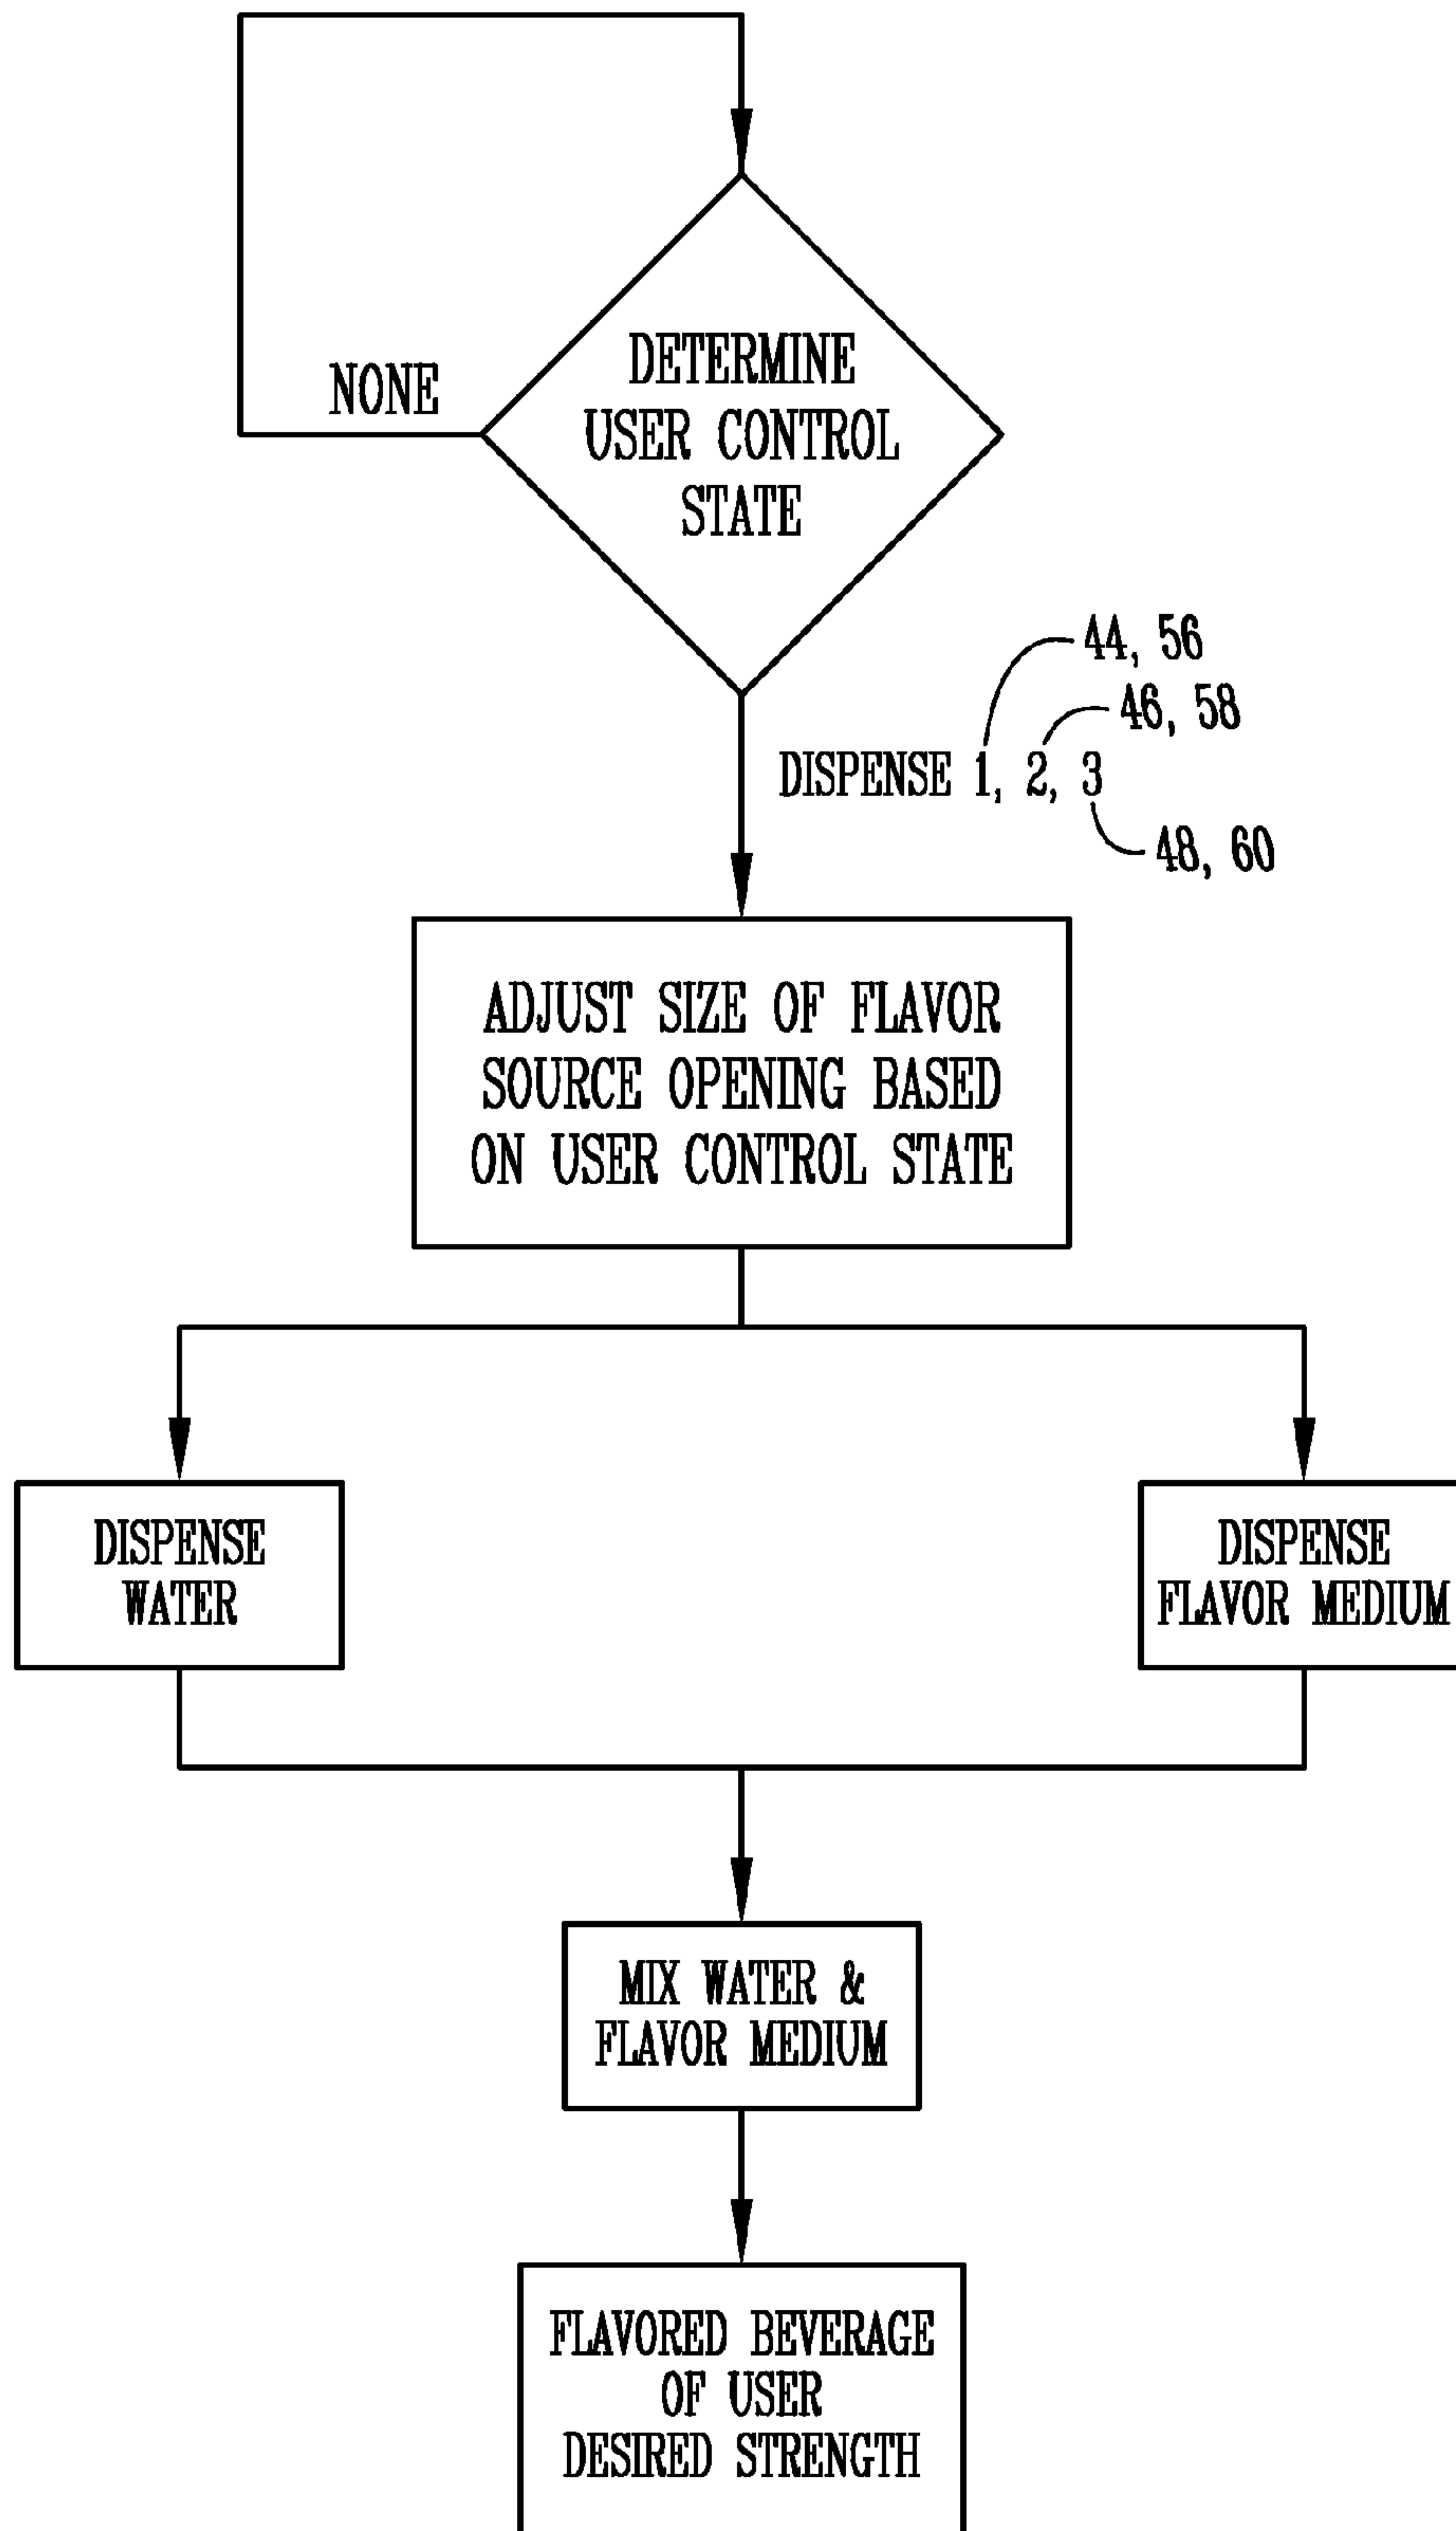 NONE
DETERMINE
USER CONTROL
STATE
44, 56
46, 58
DISPENSE 1, 2, 3
48, 60
ADJUST SIZE OF FLAVOR
SOURCE OPENING BASED
ON USER CONTROL STATE
DISPENSE
WATER
DISPENSE
FLAVOR MEDIUM
MIX WATER &
FLAVOR MEDIUM
FLAVORED BEVERAGE
OF USER
DESIRED STRENGTH